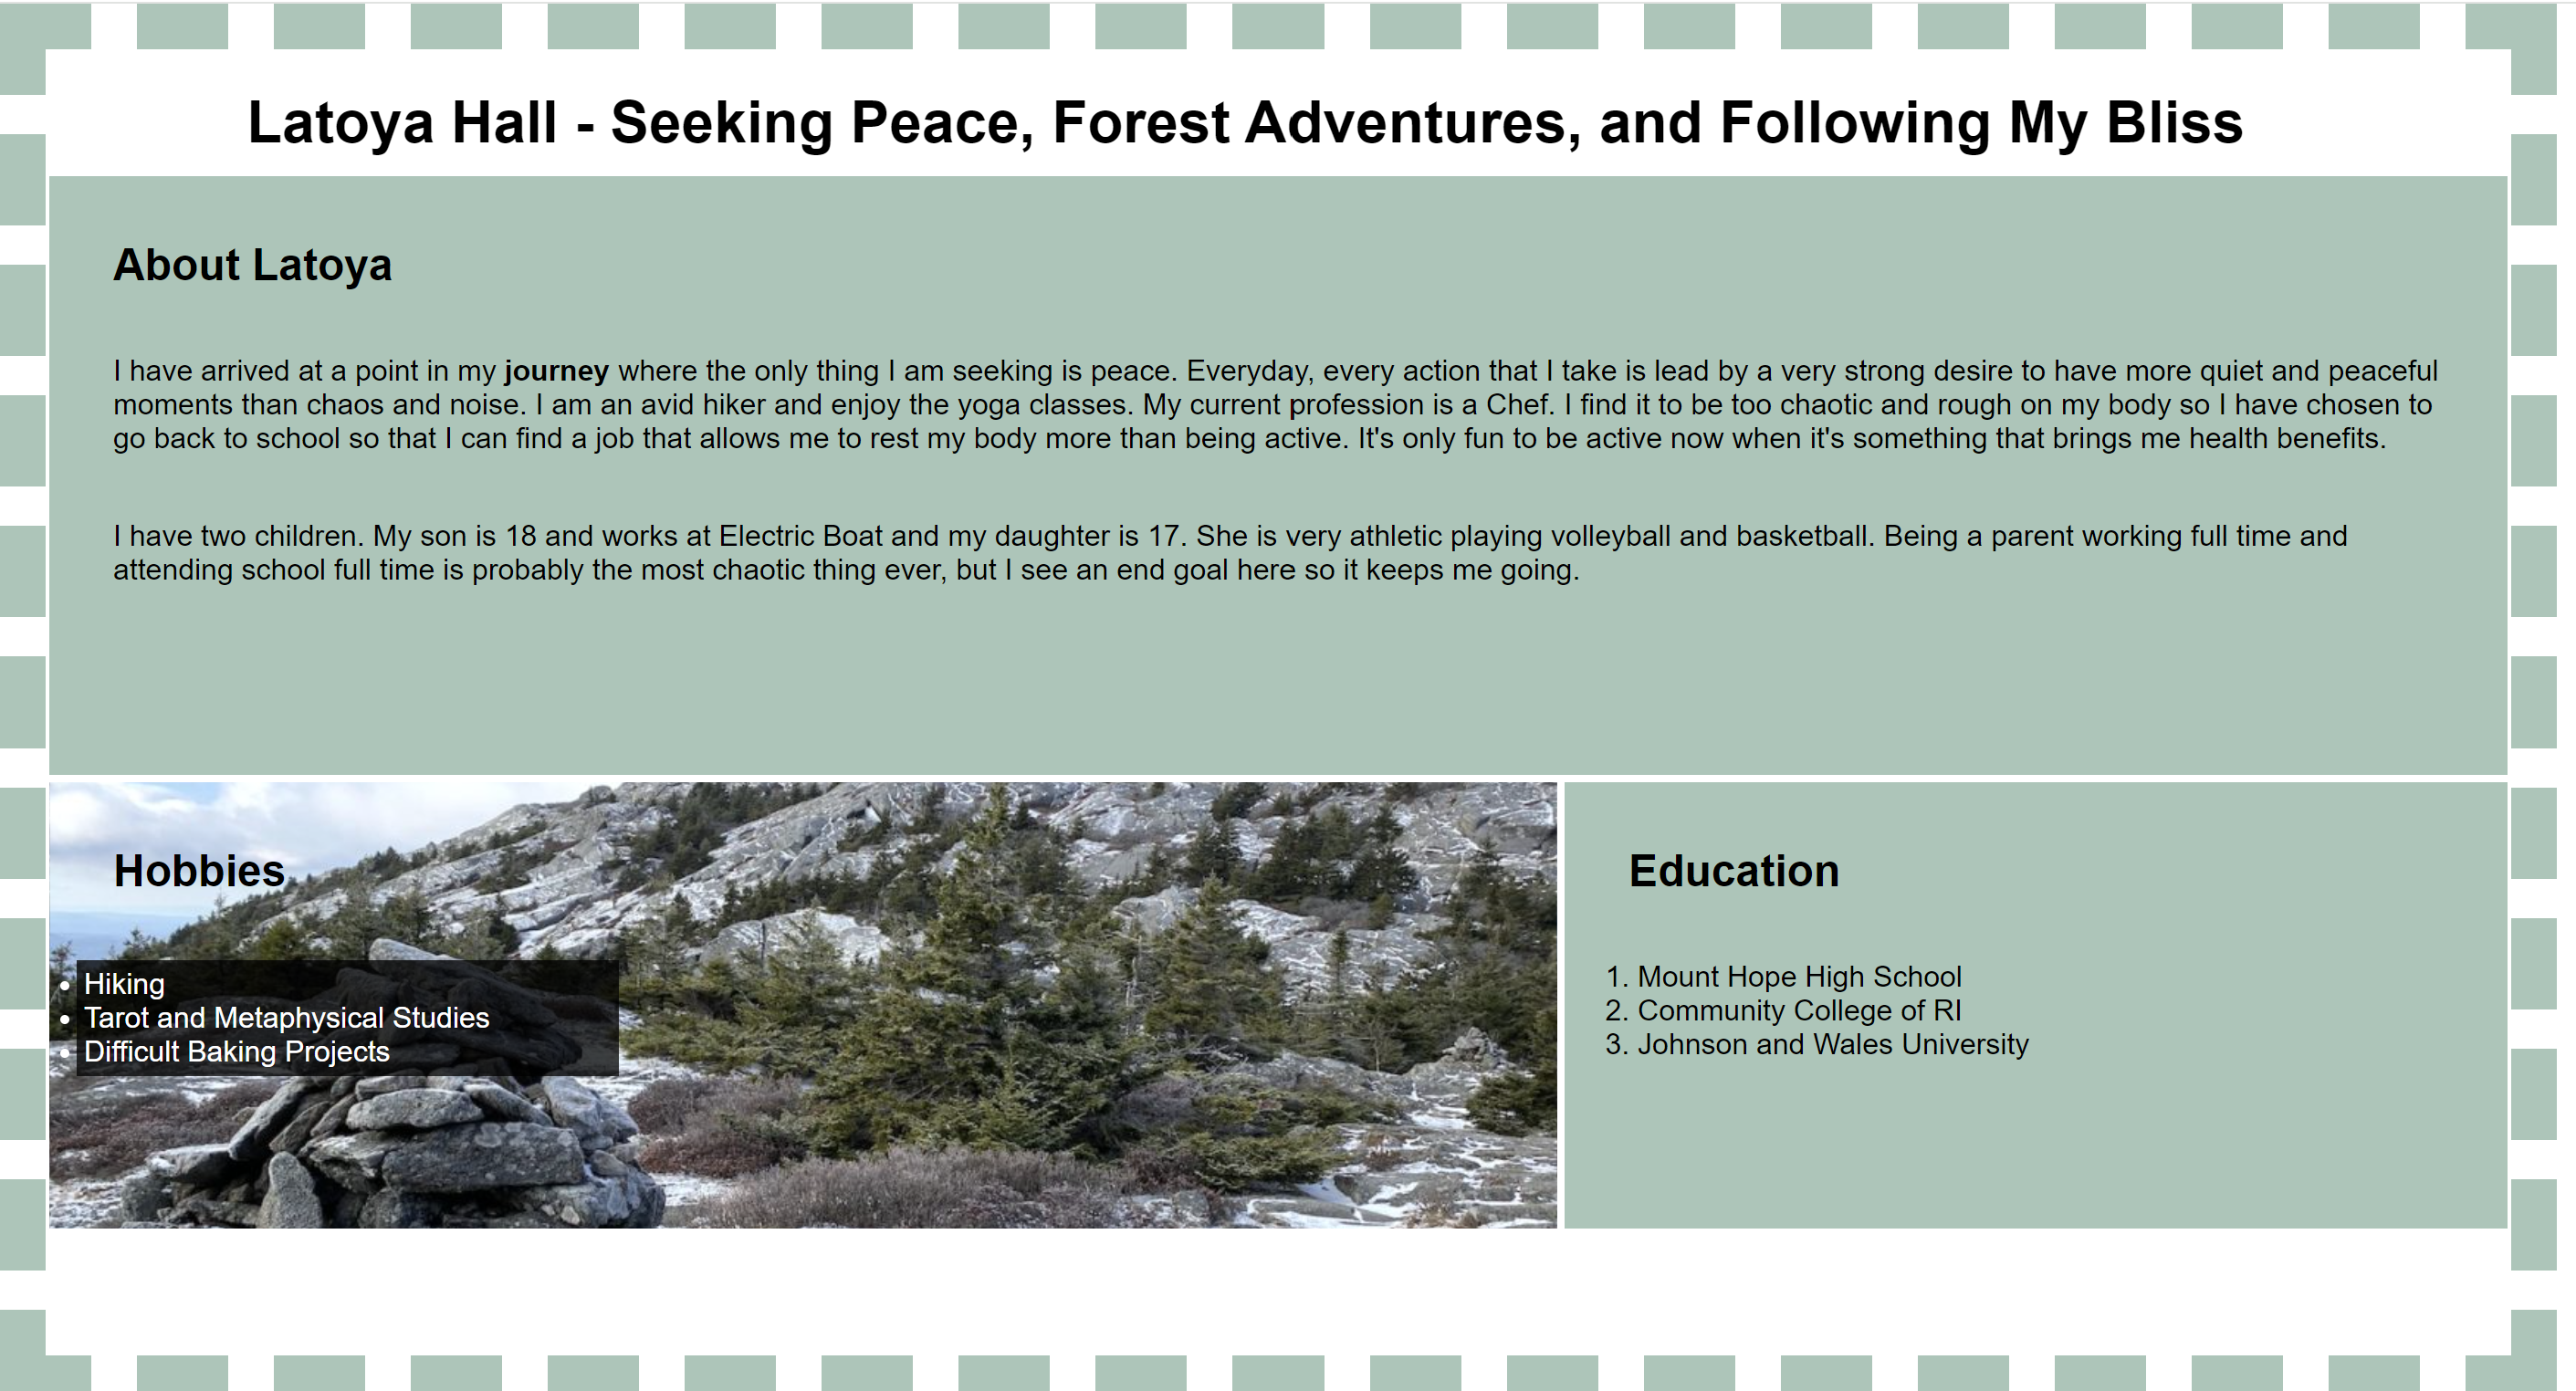 Latoya Hall - Seeking Peace, Forest Adventures, and Following My Bliss
About Latoya
I have arrived at a point in my journey where the only thing I am seeking is peace. Everyday, every action that I take is lead by a very strong desire to have more quiet and peaceful
moments than chaos and noise. I am an avid hiker and enjoy the yoga classes. My current profession is a Chef. I find it to be too chaotic and rough on my body so I have chosen to
go back to school so that I can find a job that allows me to rest my body more than being active. It's only fun to be active now when it's something that brings me health benefits.
I have two children. My son is 18 and works at Electric Boat and my daughter is 17. She is very athletic playing volleyball and basketball. Being a parent working full time and
attending school full time is probably the most chaotic thing ever, but I see an end goal here so it keeps me going.
Hobbies
• Hiking
• Tarot and Metaphysical Studies
• Difficult Baking Projects
Education
1. Mount Hope High School
2. Community College of RI
3. Johnson and Wales University